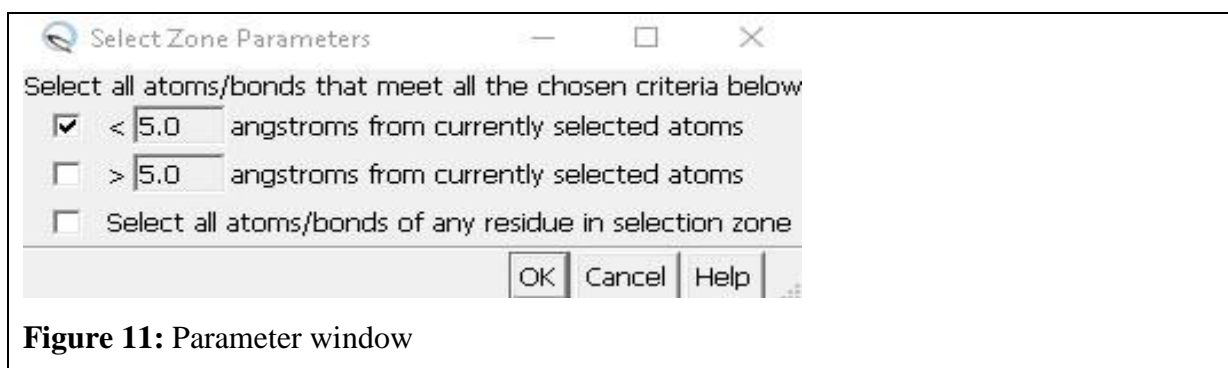 Select Zone Parameters
Select all atoms/bonds that meet all the chosen criteria below
< 5.0 angstroms from currently selected atoms
> 5.0 angstroms from currently selected atoms
Select all atoms/bonds of any residue in selection zone
OK Cancel Help
Figure 11: Parameter window